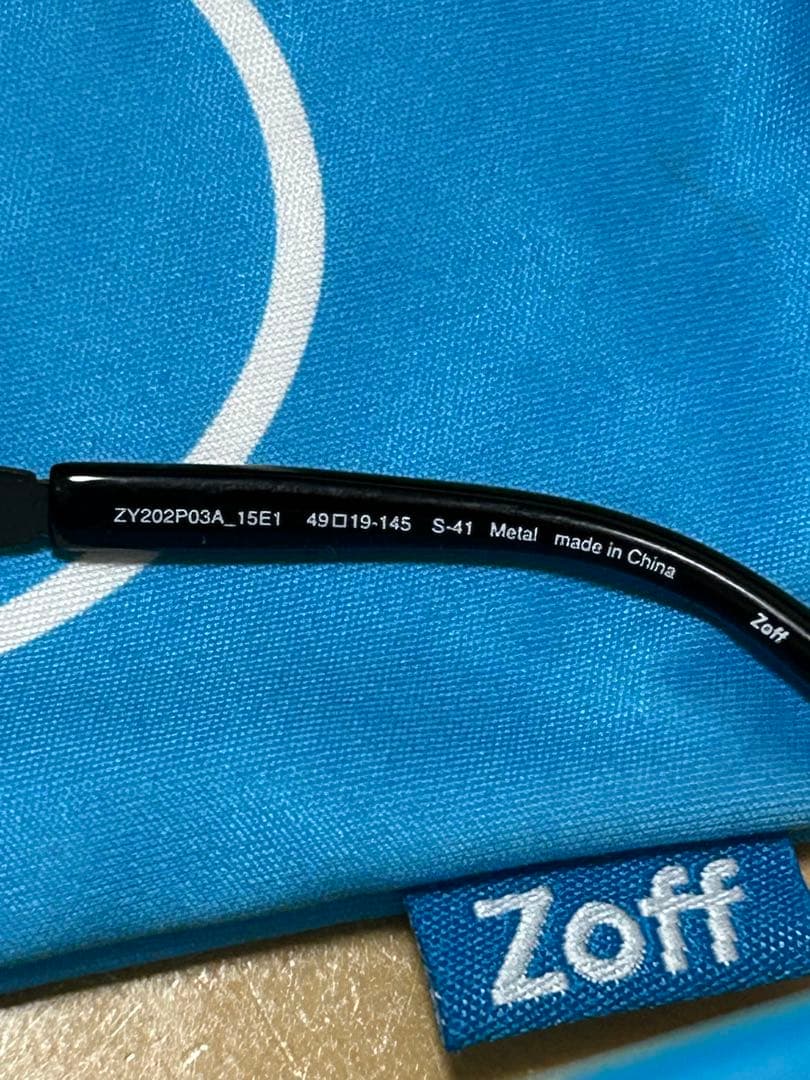 ZY202P03A_15E1 49□19-145 S-41 Metal made in China Zoff
Zoff